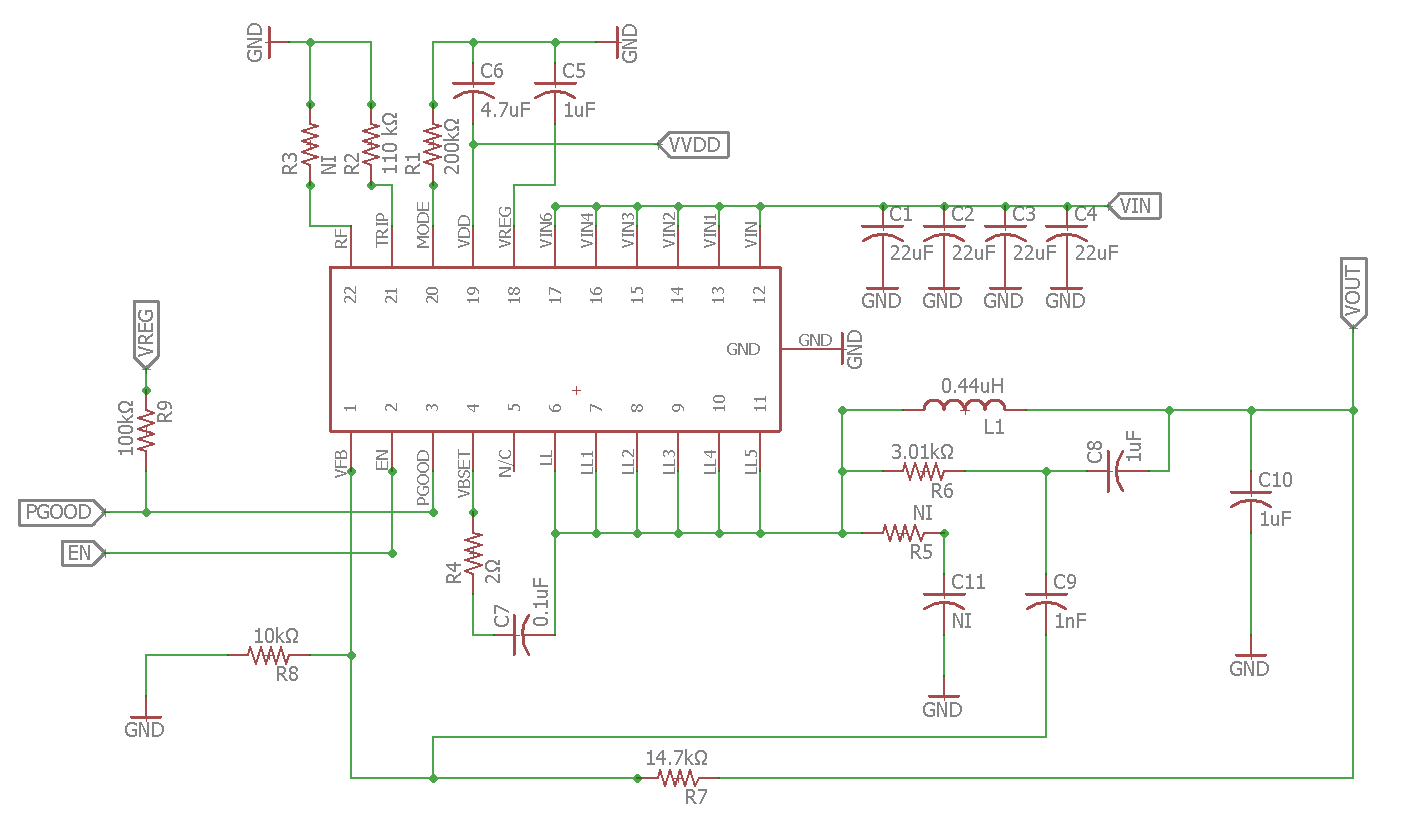 GND
GND
C6
C5
4.7uF
1uF
R3
NI
R2
110 kΩ
R1
200kΩ
VVDD
VIN
C1
C2
C3
C4
22uF
22uF
22uF
22uF
GND
GND
GND
GND
RF
TRIP
MODE
VDD
VREG
VIN6
VIN4
VIN3
VIN2
VIN1
VIN
22
21
20
19
18
17
16
15
14
13
12
GND
GND
GND
VOUT
VREG
100kΩ
R9
1
2
3
4
5
6
7
8
9
10
11
VFB
EN
PGOOD
VBSET
N/C
LL
LL1
LL2
LL3
LL4
LL5
0.44uH
L1
3.01kΩ
R6
C8
1uF
NI
R5
C10
1uF
PGOOD
EN
R4
2Ω
C7
0.1uF
C11
NI
C9
1nF
10kΩ
R8
GND
GND
GND
14.7kΩ
R7